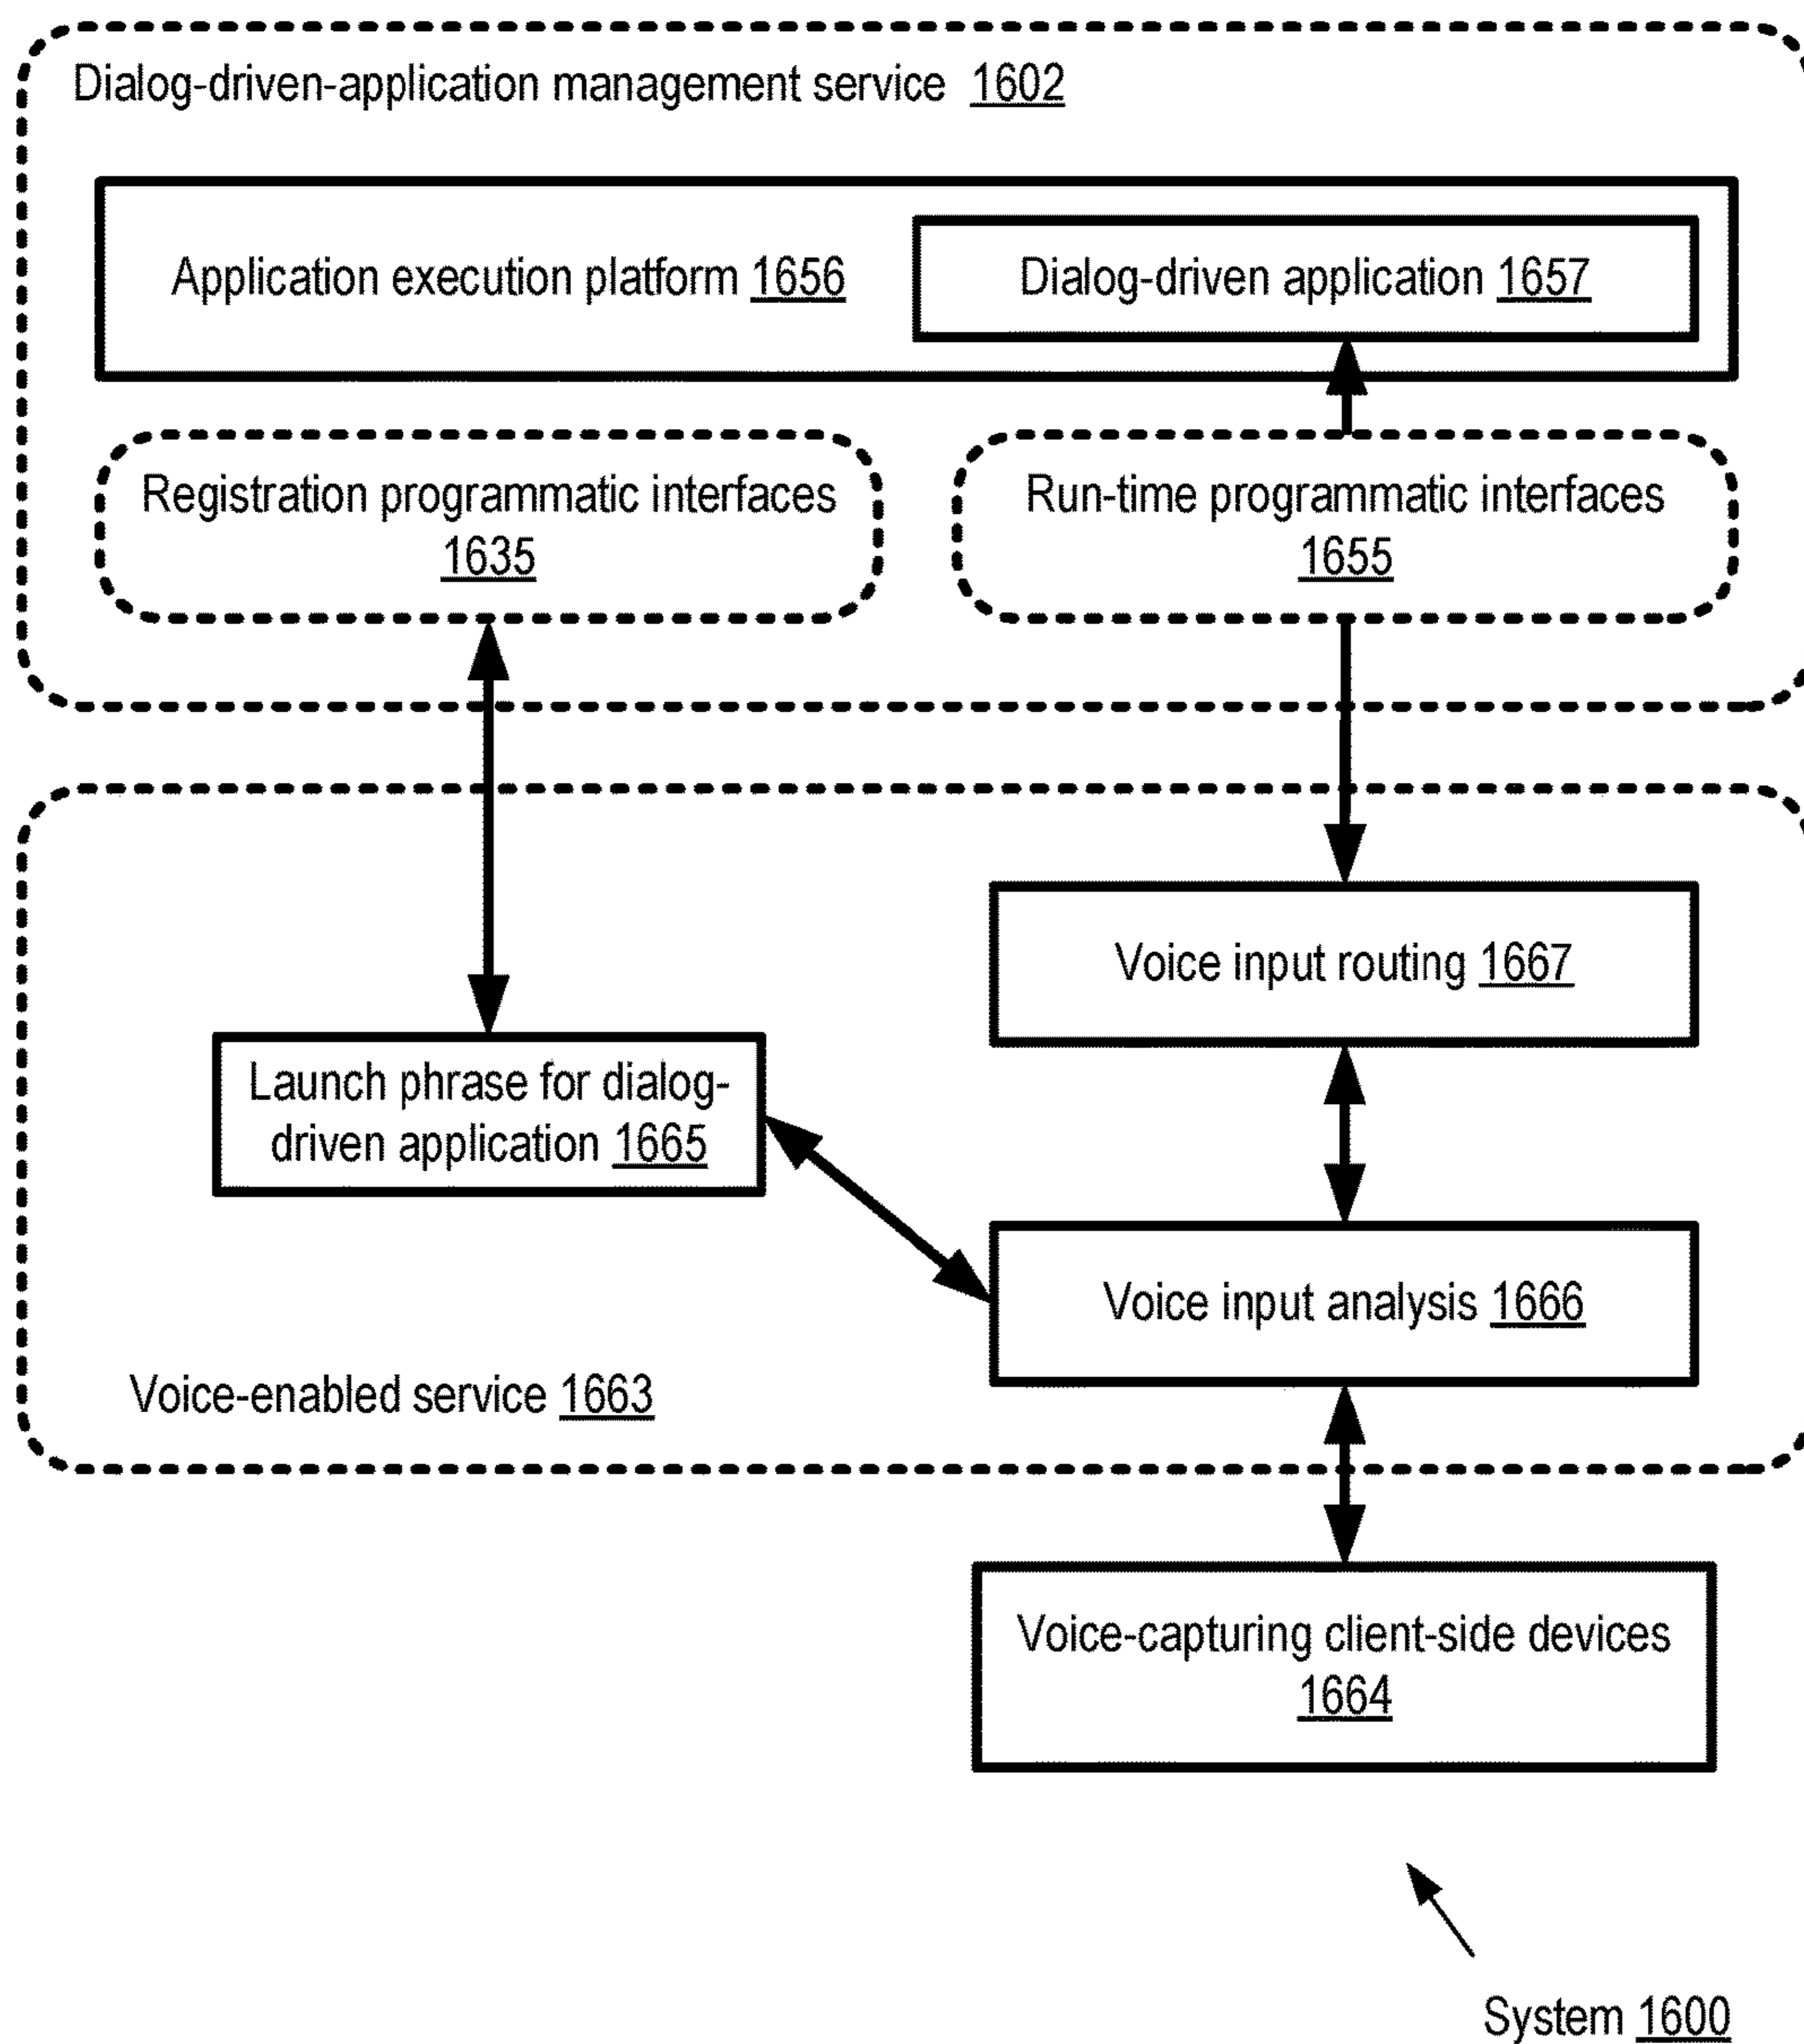 Dialog-driven-application management service 1602
Application execution platform 1656
Dialog-driven application 1657
Registration programmatic interfaces
1635
Run-time programmatic interfaces
1655
Voice input routing 1667
Launch phrase for dialog-
driven application 1665
Voice input analysis 1666
Voice-enabled service 1663
Voice-capturing client-side devices
1664
System 1600